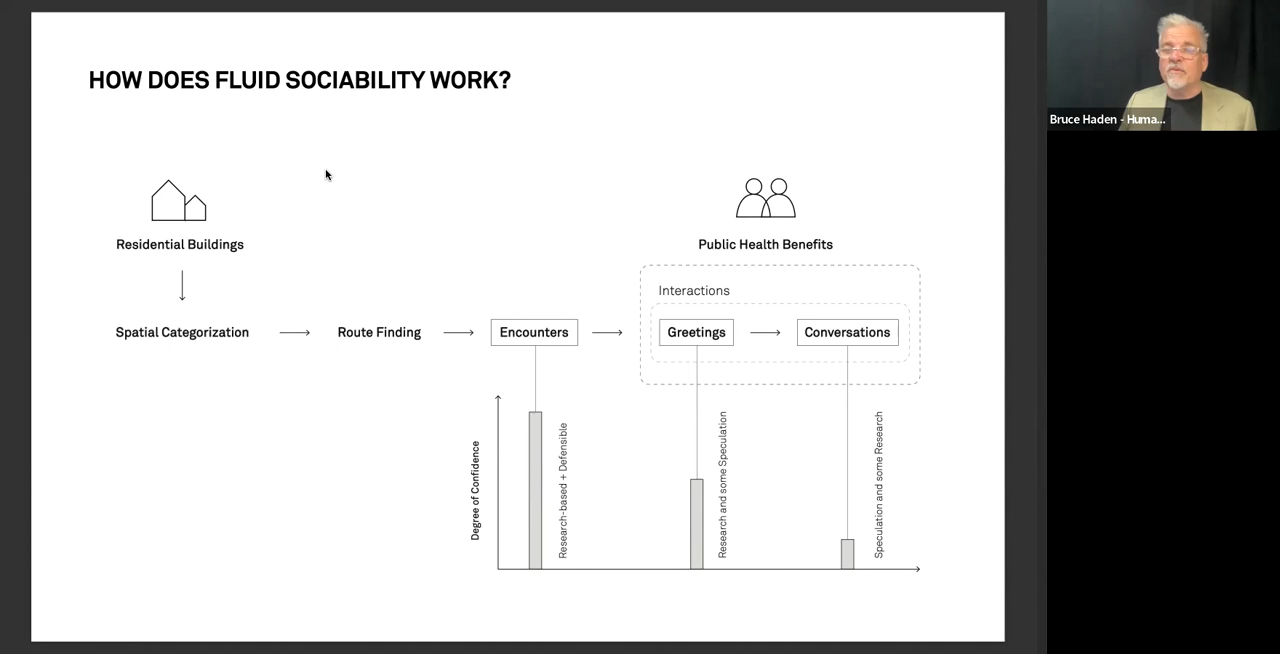 HOW DOES FLUID SOCIABILITY WORK?
Bruce Haden - Huma...
Residential Buildings
Public Health Benefits
Interactions
Spatial Categorization
Route Finding
Encounters
Greetings
Conversations
Degree of Confidence
Research-based + Defensible
Research and some Speculation
Speculation and some Research